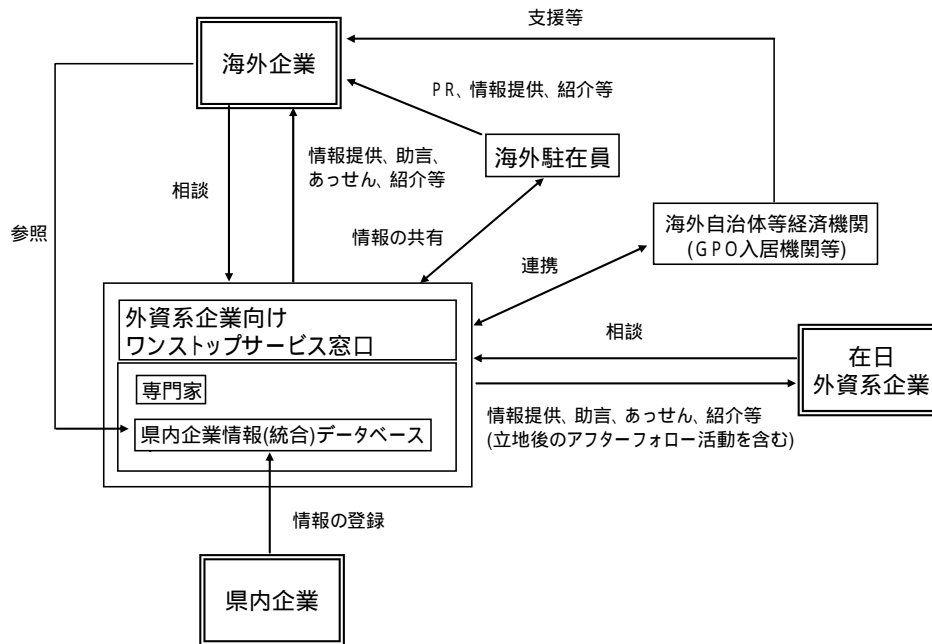 支援等
海外企業
PR、情報提供、紹介等
海外駐在員
情報提供、助言、
あっせん、紹介等
相談
参照
情報の共有
海外自治体等経済機関
(GPO入居機関等)
連携
外資系企業向け
ワンストップサービス窓口
相談
在日
外資系企業
専門家
県内企業情報(統合)データベース
情報提供、助言、あっせん、紹介等
(立地後のアフターフォロー活動を含む)
情報の登録
県内企業